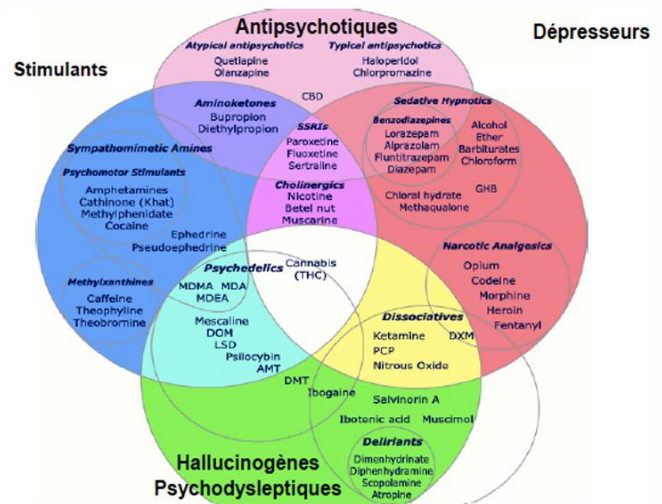 Antipsychotiques
Dépresseurs
Stimulants
Atypical antipsychotics
Quetlapine
Olanzapine
Typical antipsychotics
Haloperidol
Chlorpromazine
CBD
Aminoketones
Bupropion
Diethylpropion
SSRIs
Paroxetine
Fluoxetine
Sertraline
Cholinergics
Nicotine
Betel nut
Muscarine
Sedative Hypnotics
Benzodiazepines
Lorazepam
Alprazolam
Fluntitrazepam
Diazepam
Alcohol
Ether
Barbiturates
Chloroform
GHB
Chloral hydrate
Methaqualone
Sympathomimetic Amines
Psychomotor Stimulants
Amphetamines
Cathinone (Khat)
Methylphenidate
Cocaine
Ephedrine
Pseudoephedrine
Methylxanthines
Caffeine
Theophyline
Theobromine
Narcotic Analgesics
Opium
Codeine
Morphine
Heroin
Fentanyl
Psychedelics
MDMA MDA
MDEA
Mescaline
DOM
LSD
Psilocybin
AMT
DMT
Cannabis
(THC)
Dissociatives
Ketamine
DXM
PCP
Nitrous Oxide
Ibogaine
Salvinorin A
Ibotenic acid Muscimol
Deliriants
Dimenhydrinate
Diphenhydramine
Scopolamine
Atropine
Hallucinogènes
Psychodysleptiques